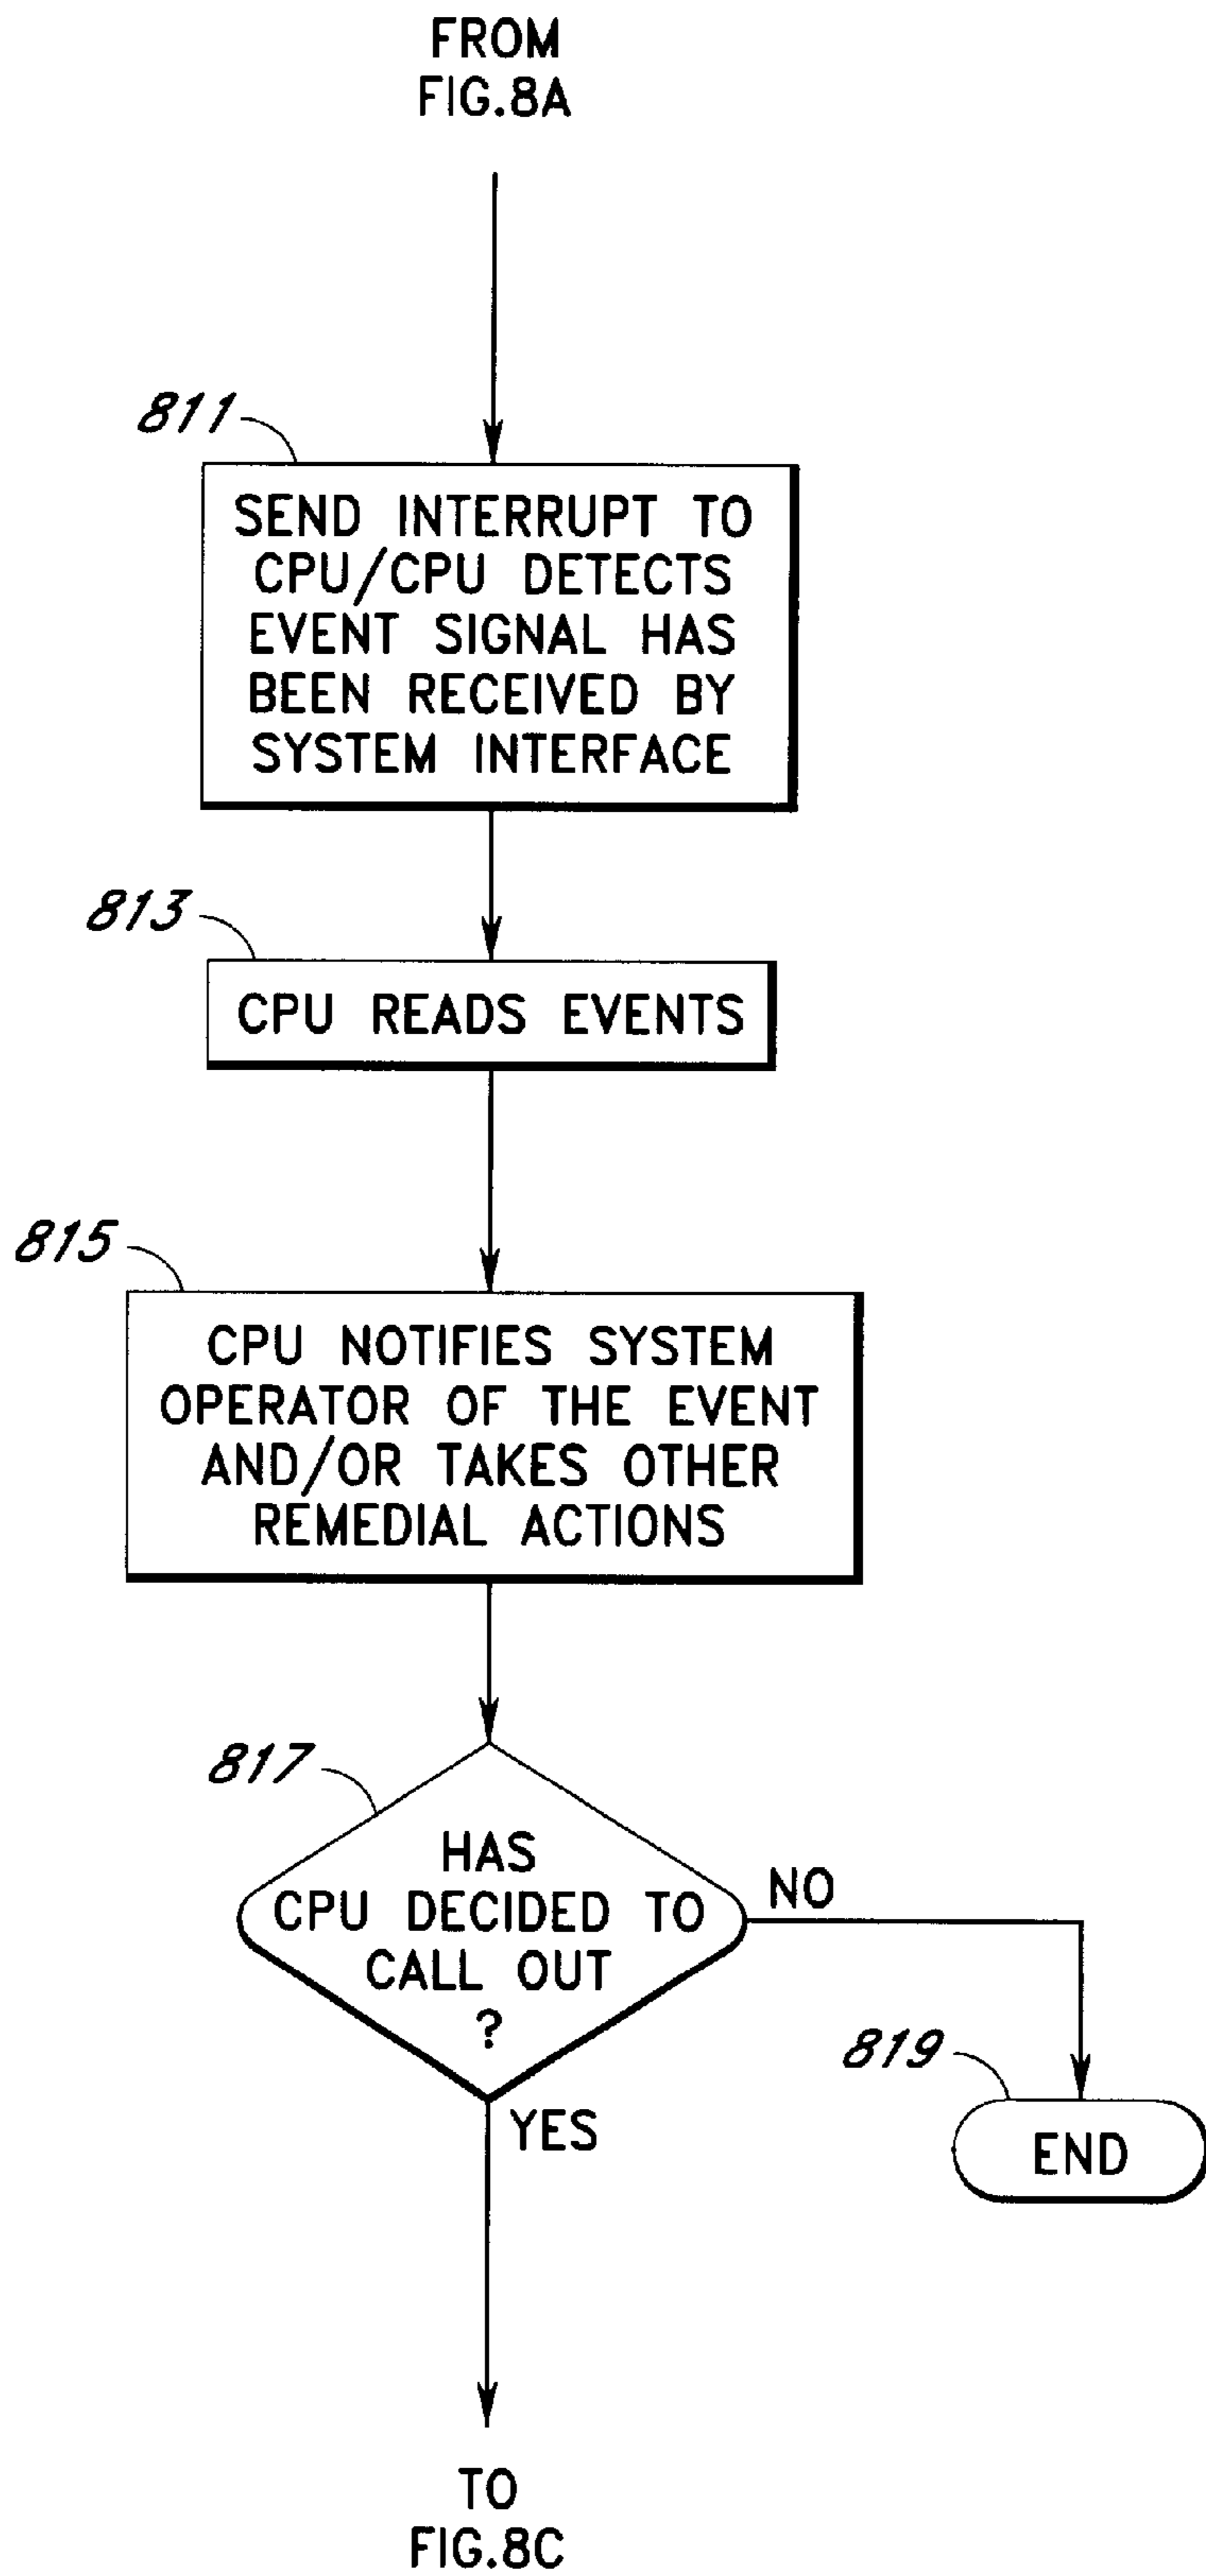 FROM
FIG.8A
811
SEND INTERRUPT TO
CPU/CPU DETECTS
EVENT SIGNAL HAS
BEEN RECEIVED BY
SYSTEM INTERFACE
813
CPU READS EVENTS
815
CPU NOTIFIES SYSTEM
OPERATOR OF THE EVENT
AND/OR TAKES OTHER
REMEDIAL ACTIONS
817
HAS
CPU DECIDED TO
CALL OUT
?
NO
819
END
YES
TO
FIG.8C